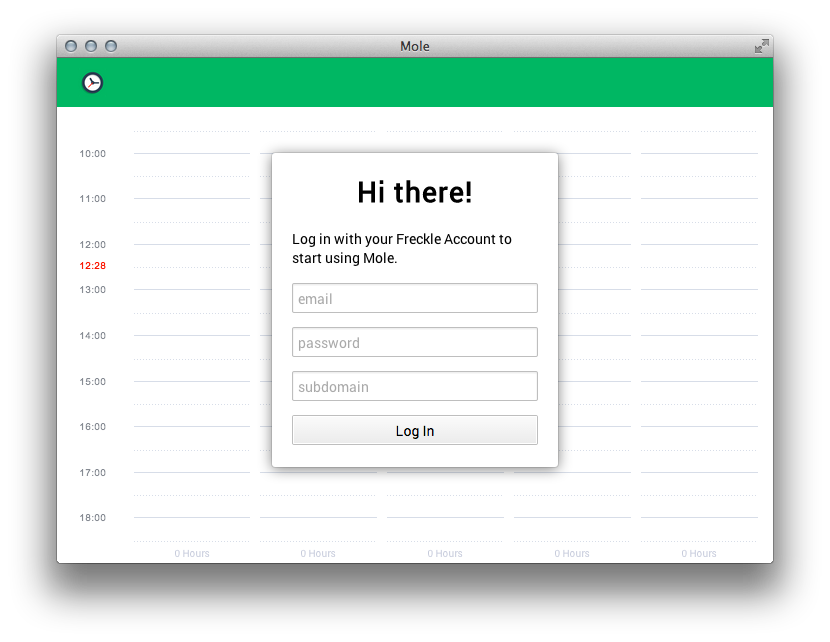 Mole
10:00
11:00
12:00
12:28
13:00
14:00
15:00
16:00
17:00
18:00
Hi there!
Log in with your Freckle Account to
start using Mole.
email
password
subdomain
Log In
0 Hours
0 Hours
0 Hours
0 Hours
0 Hours